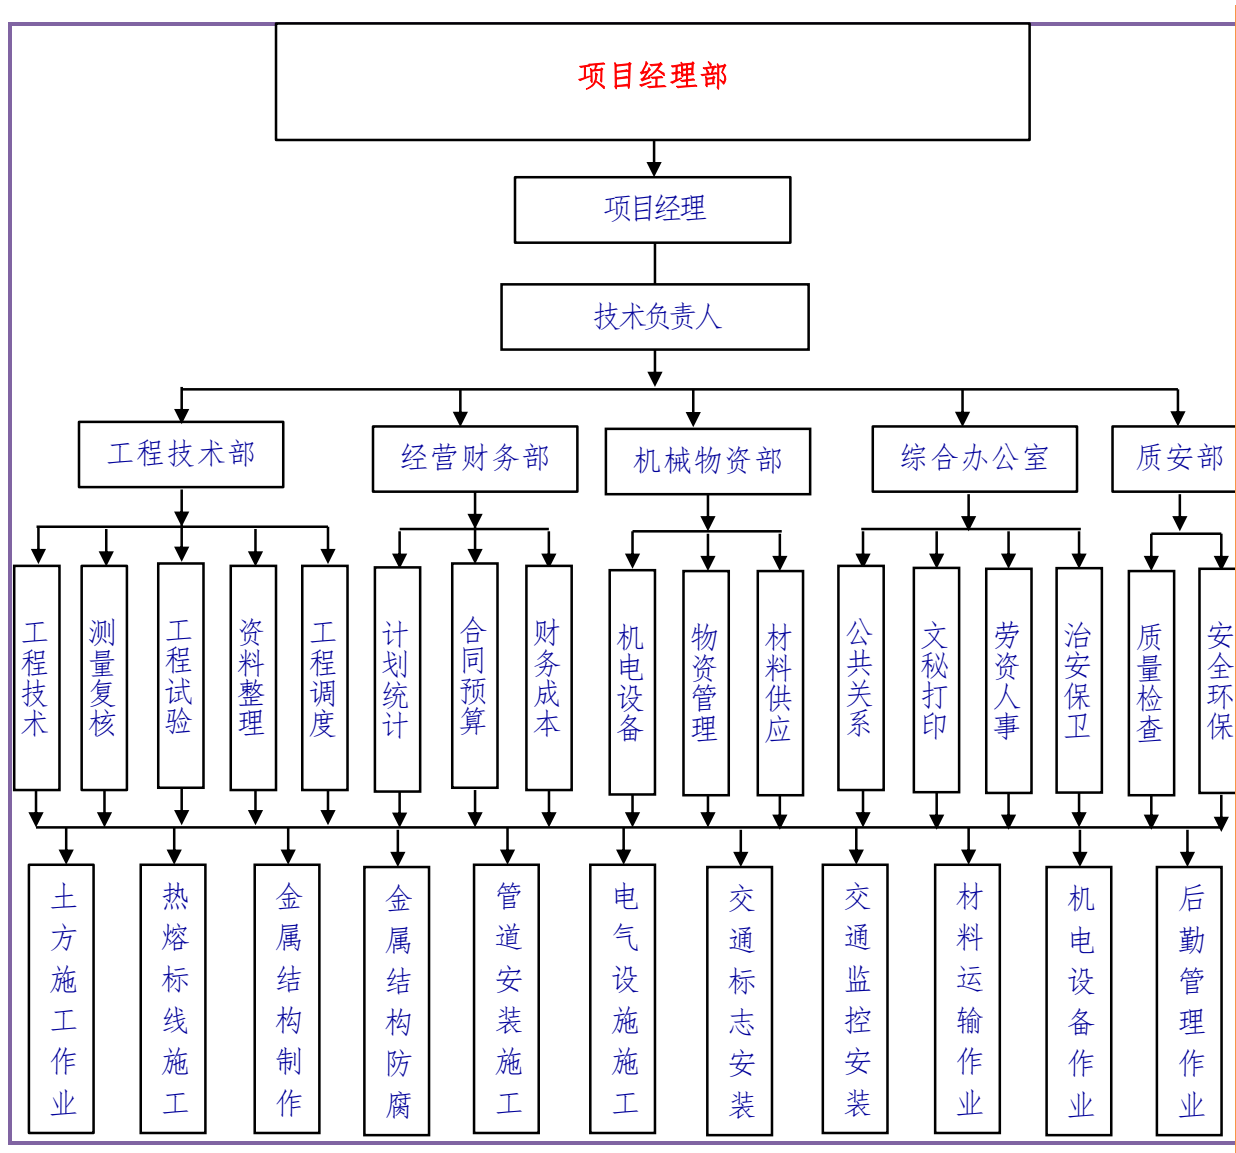 项目经理部
项目经理
技术负责人
工程技术部
经营财务部
机械物资部
综合办公室
质安部
工程技术
测量复核
工程试验
资料整理
工程调度
计划统计
合同预算
财务成本
机电设备
物资管理
材料供应
公共关系
文秘打印
劳资人事
治安保卫
质量检查
安全环保
土方施工作业
热熔标线施工
金属结构制作
金属结构防腐
管道安装施工
电气设施施工
交通标志安装
交通监控安装
材料运输作业
机电设备作业
后勤管理作业